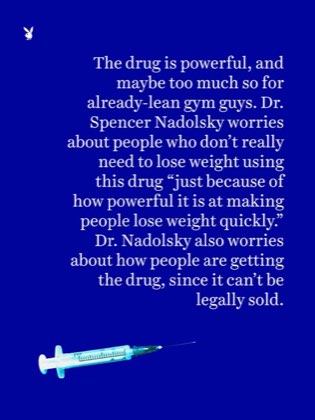 The drug is powerful, and
maybe too much so for
already-lean gym guys. Dr.
Spencer Nadolsky worries
about people who don’t really
need to lose weight using
this drug “just because of
how powerful it is at making
people lose weight quickly.”
Dr. Nadolsky also worries
about how people are getting
the drug, since it can’t be
legally sold.